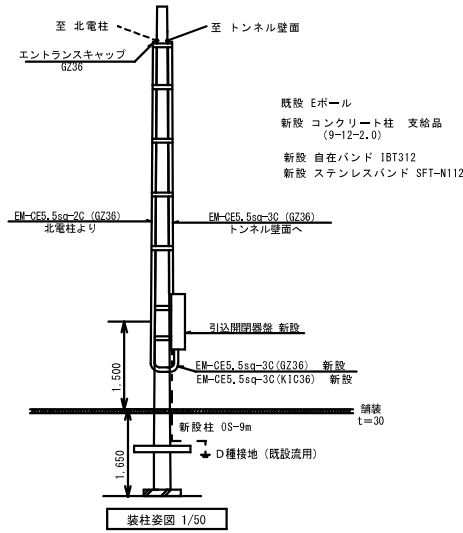 至 北電柱
至 トンネル壁面
エントランスキャップ
GZ36
既設 Eポール
新設 コンクリート柱 支給品
(9-12-2.0)
新設 自在バンド IBT312
新設 ステンレスバンド SFT-N112
EM-CE5.5sq-2C (GZ36)
北電柱より
EM-CE5.5sq-3C (GZ36)
トンネル壁面へ
引込開閉器盤 新設
1,500
EM-CE5.5sq-3C(GZ36) 新設
EM-CE5.5sq-3C(KIC36) 新設
舗装
t=30
新設柱 OS-9m
1,650
D種接地 (既設流用)
装柱姿図 1/50